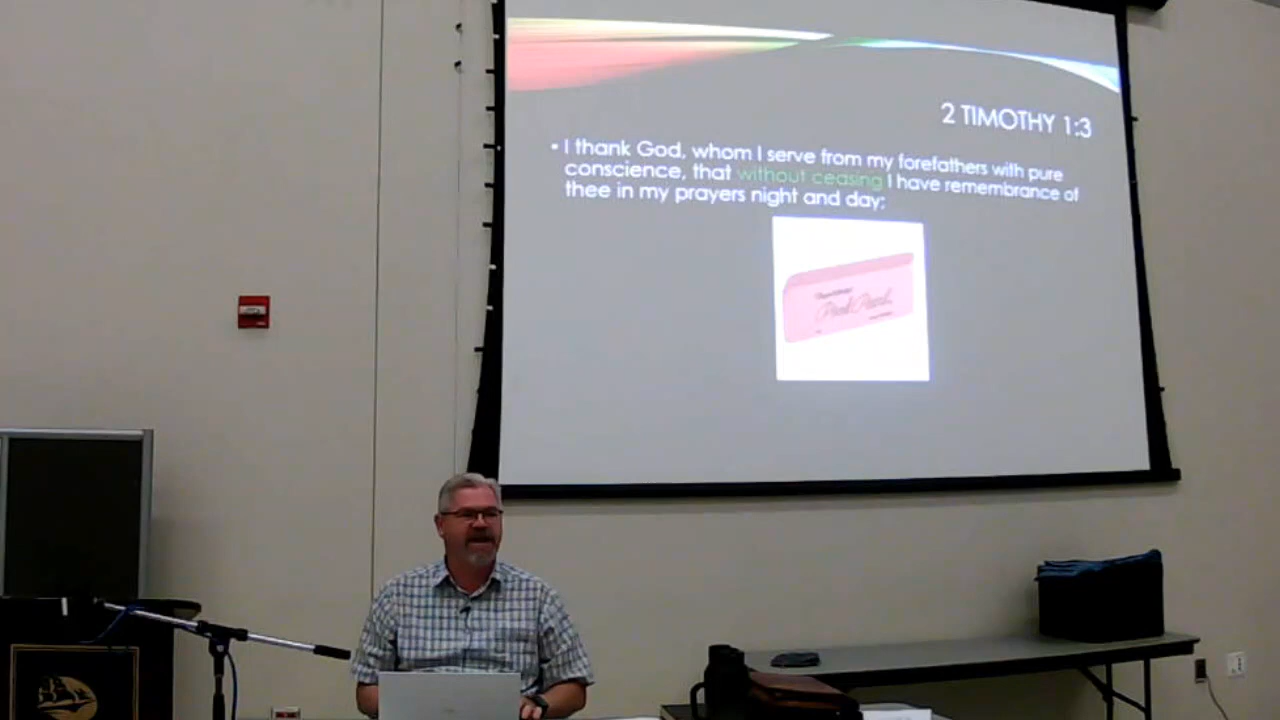 2 TIMOTHY 1:3
• I thank God, whom I serve from my forefathers with pure
conscience, that without ceasing I have remembrance of
thee in my prayers night and day;
Pink Pearl